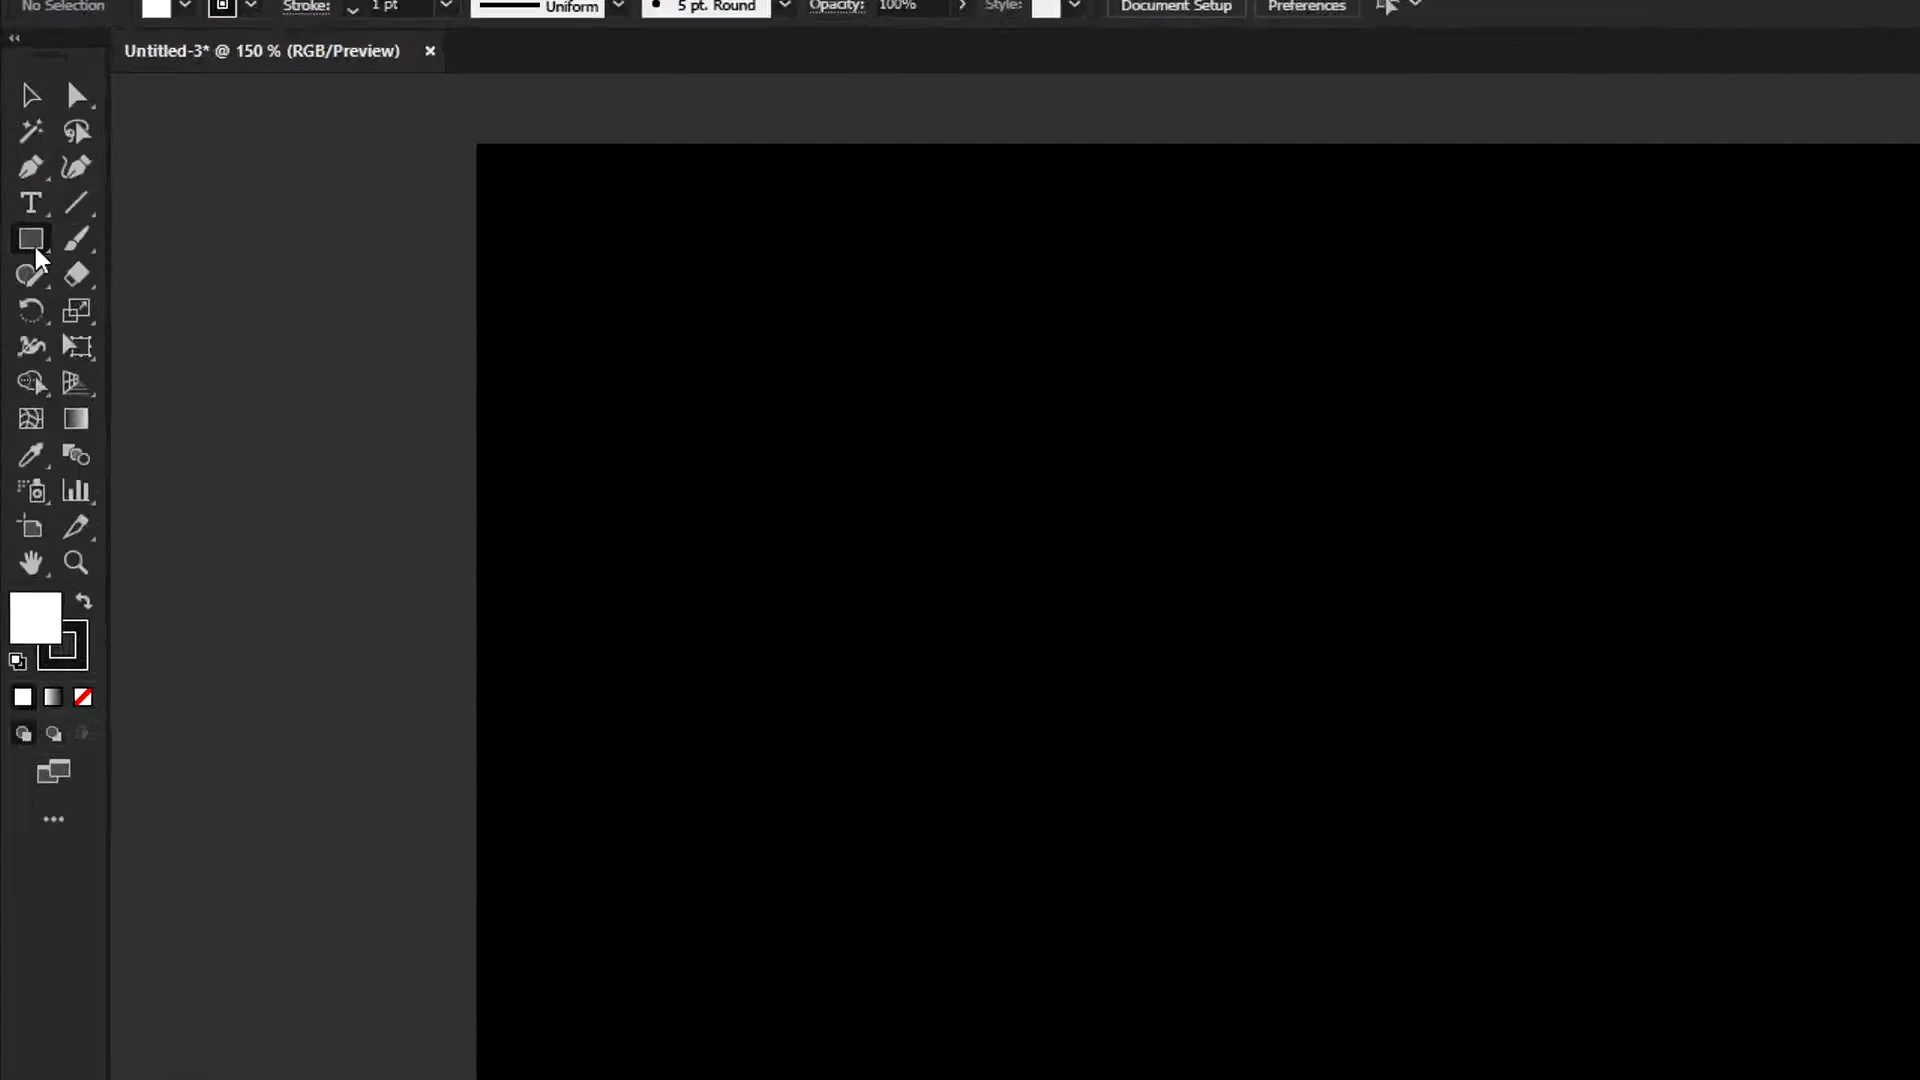 No Selection Stroke: 1 pt Uniform 5 pt. Round Opacity: 100% Style: Document Setup Preferences
Untitled-3* @ 150 % (RGB/Preview) ×